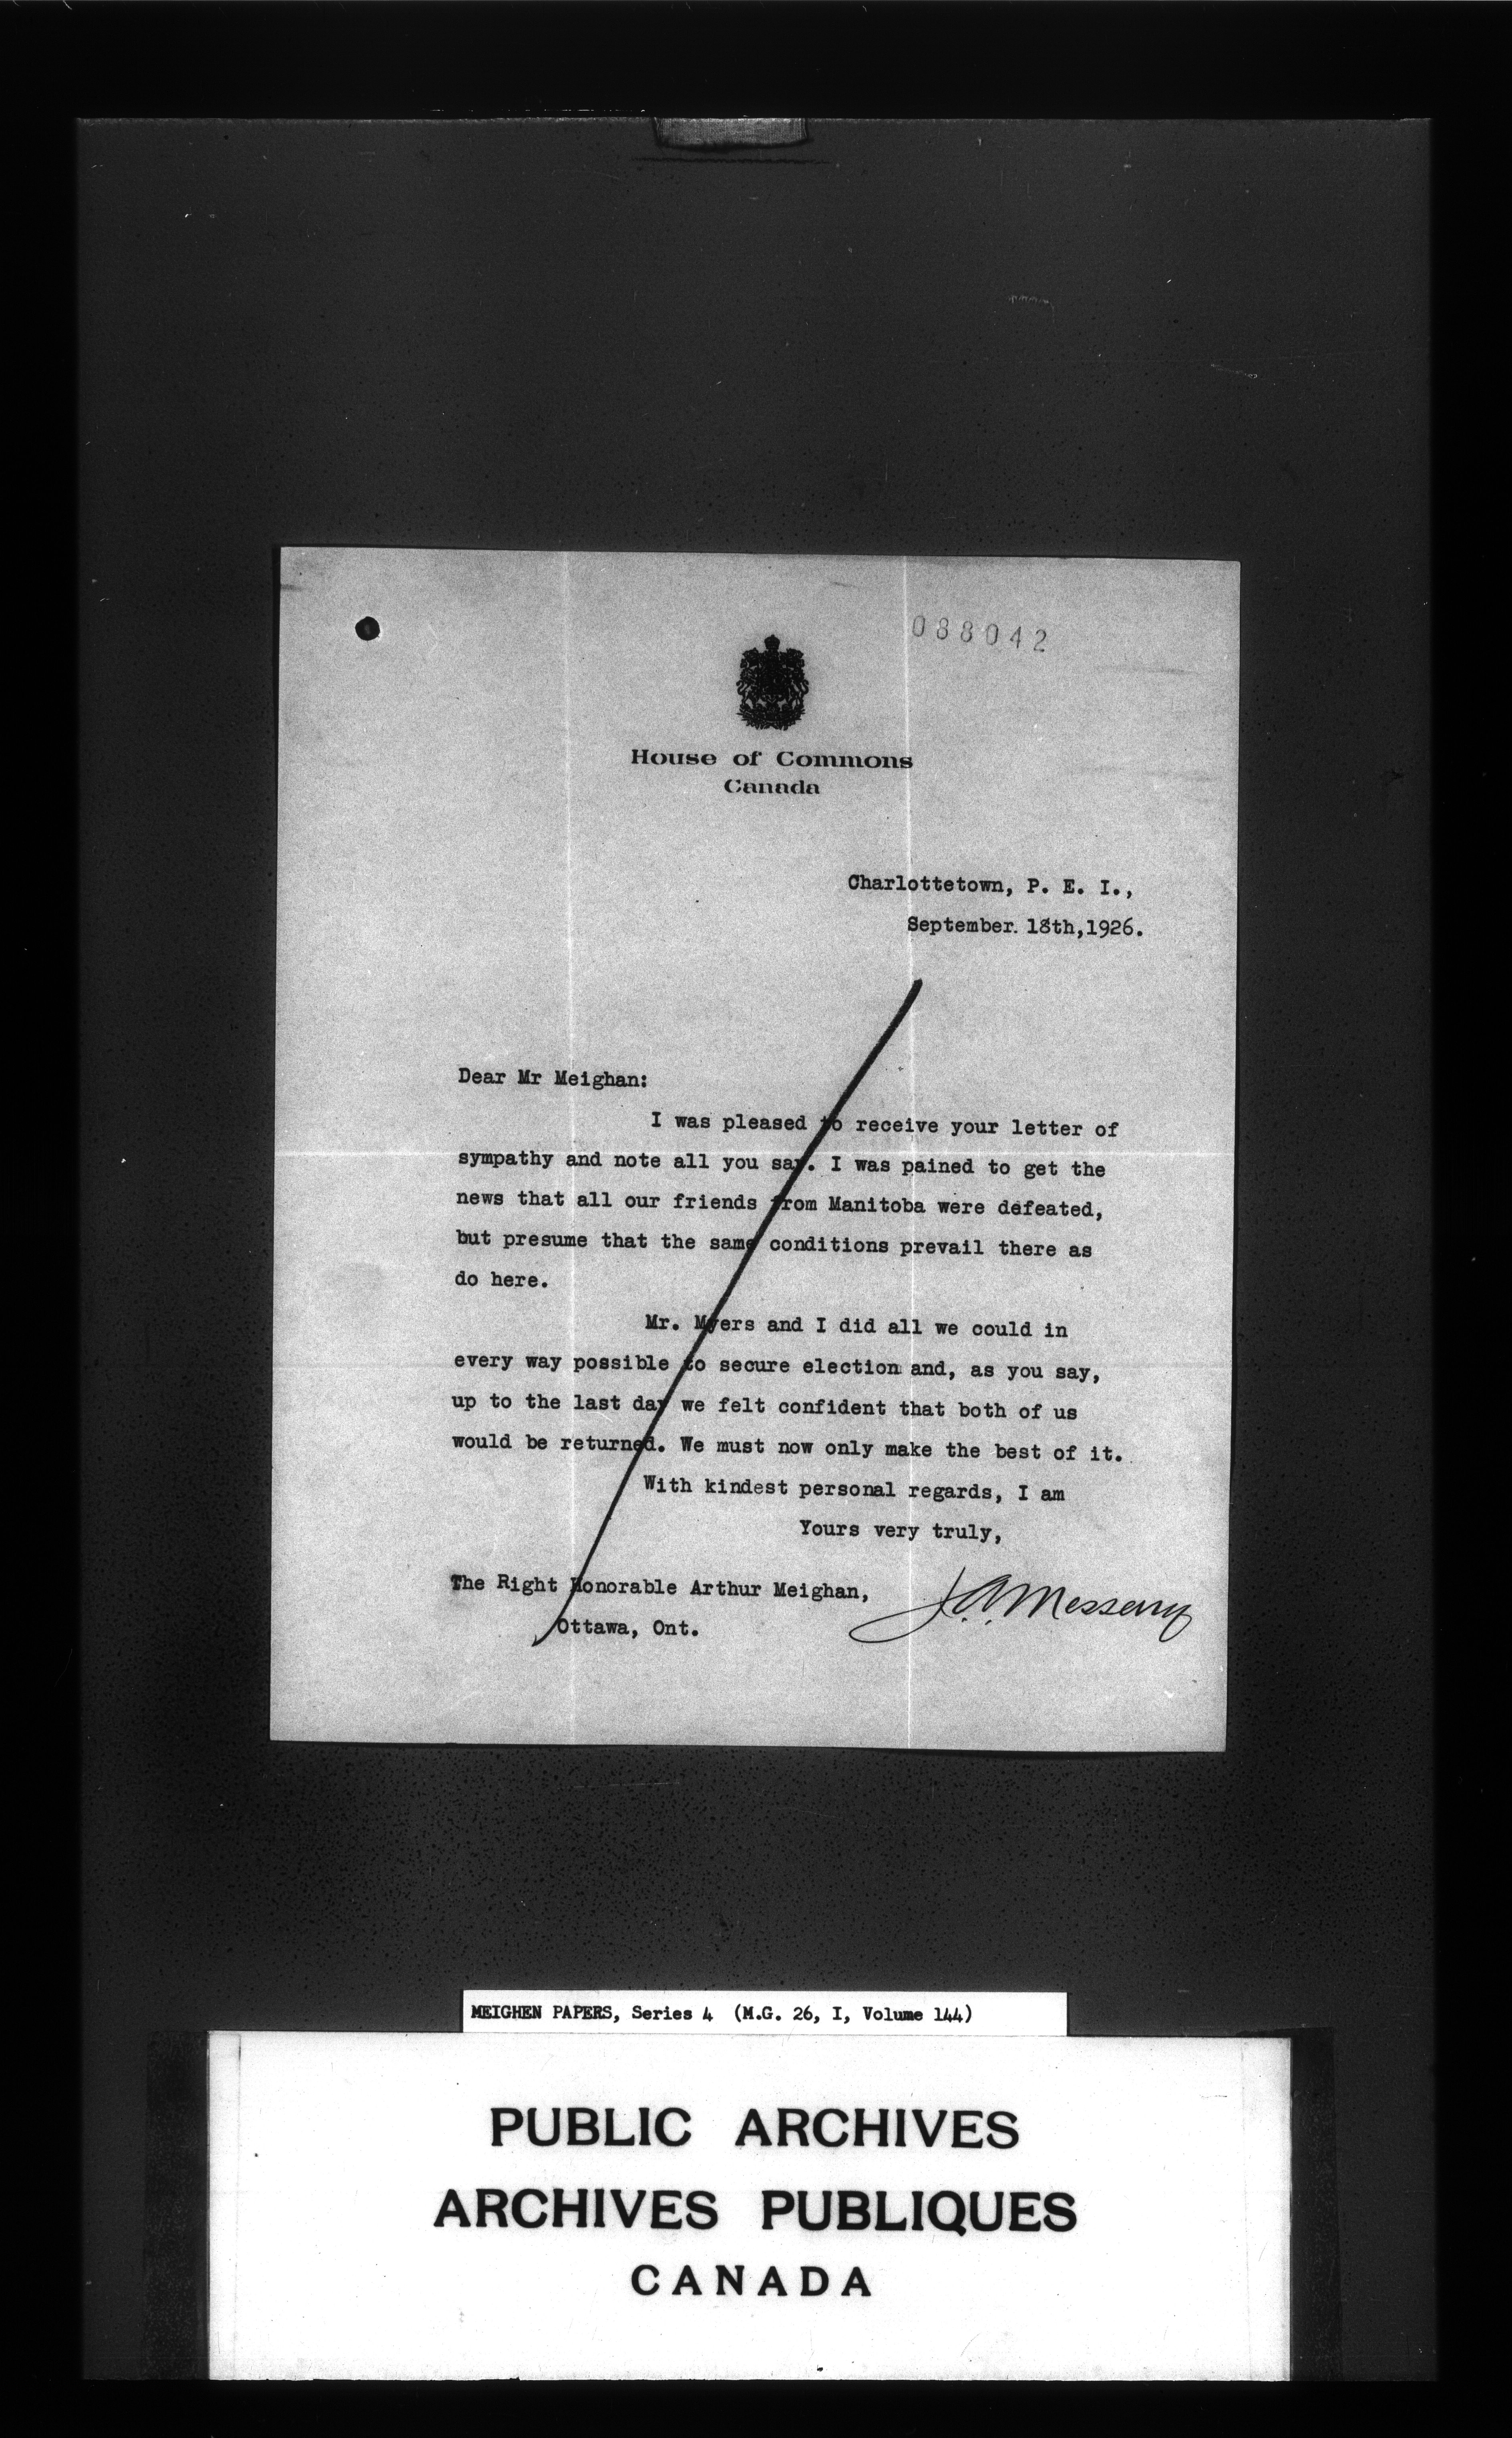 088042
House of Commons
Canada
Charlottetown, P. E. I.,
September. 18th,1926.
Dear Mr Meighan:
I was pleased to receive your letter of
sympathy and note all you say. I was pained to get the
news that all our friends from Manitoba were defeated,
but presume that the same conditions prevail there as
do here.
Mr. Myers and I did all we could in
every way possible to secure election and, as you say,
up to the last day we felt confident that both of us
would be returned. We must now only make the best of it.
With kindest personal regards, I am
Yours very truly,
The Right Honorable Arthur Meighan,
J.A. Messervy
Ottawa, Ont.
MEIGHEN PAPERS, Series 4 (M.G. 26, I, Volume 144)
PUBLIC ARCHIVES
ARCHIVES PUBLIQUES
CANADA